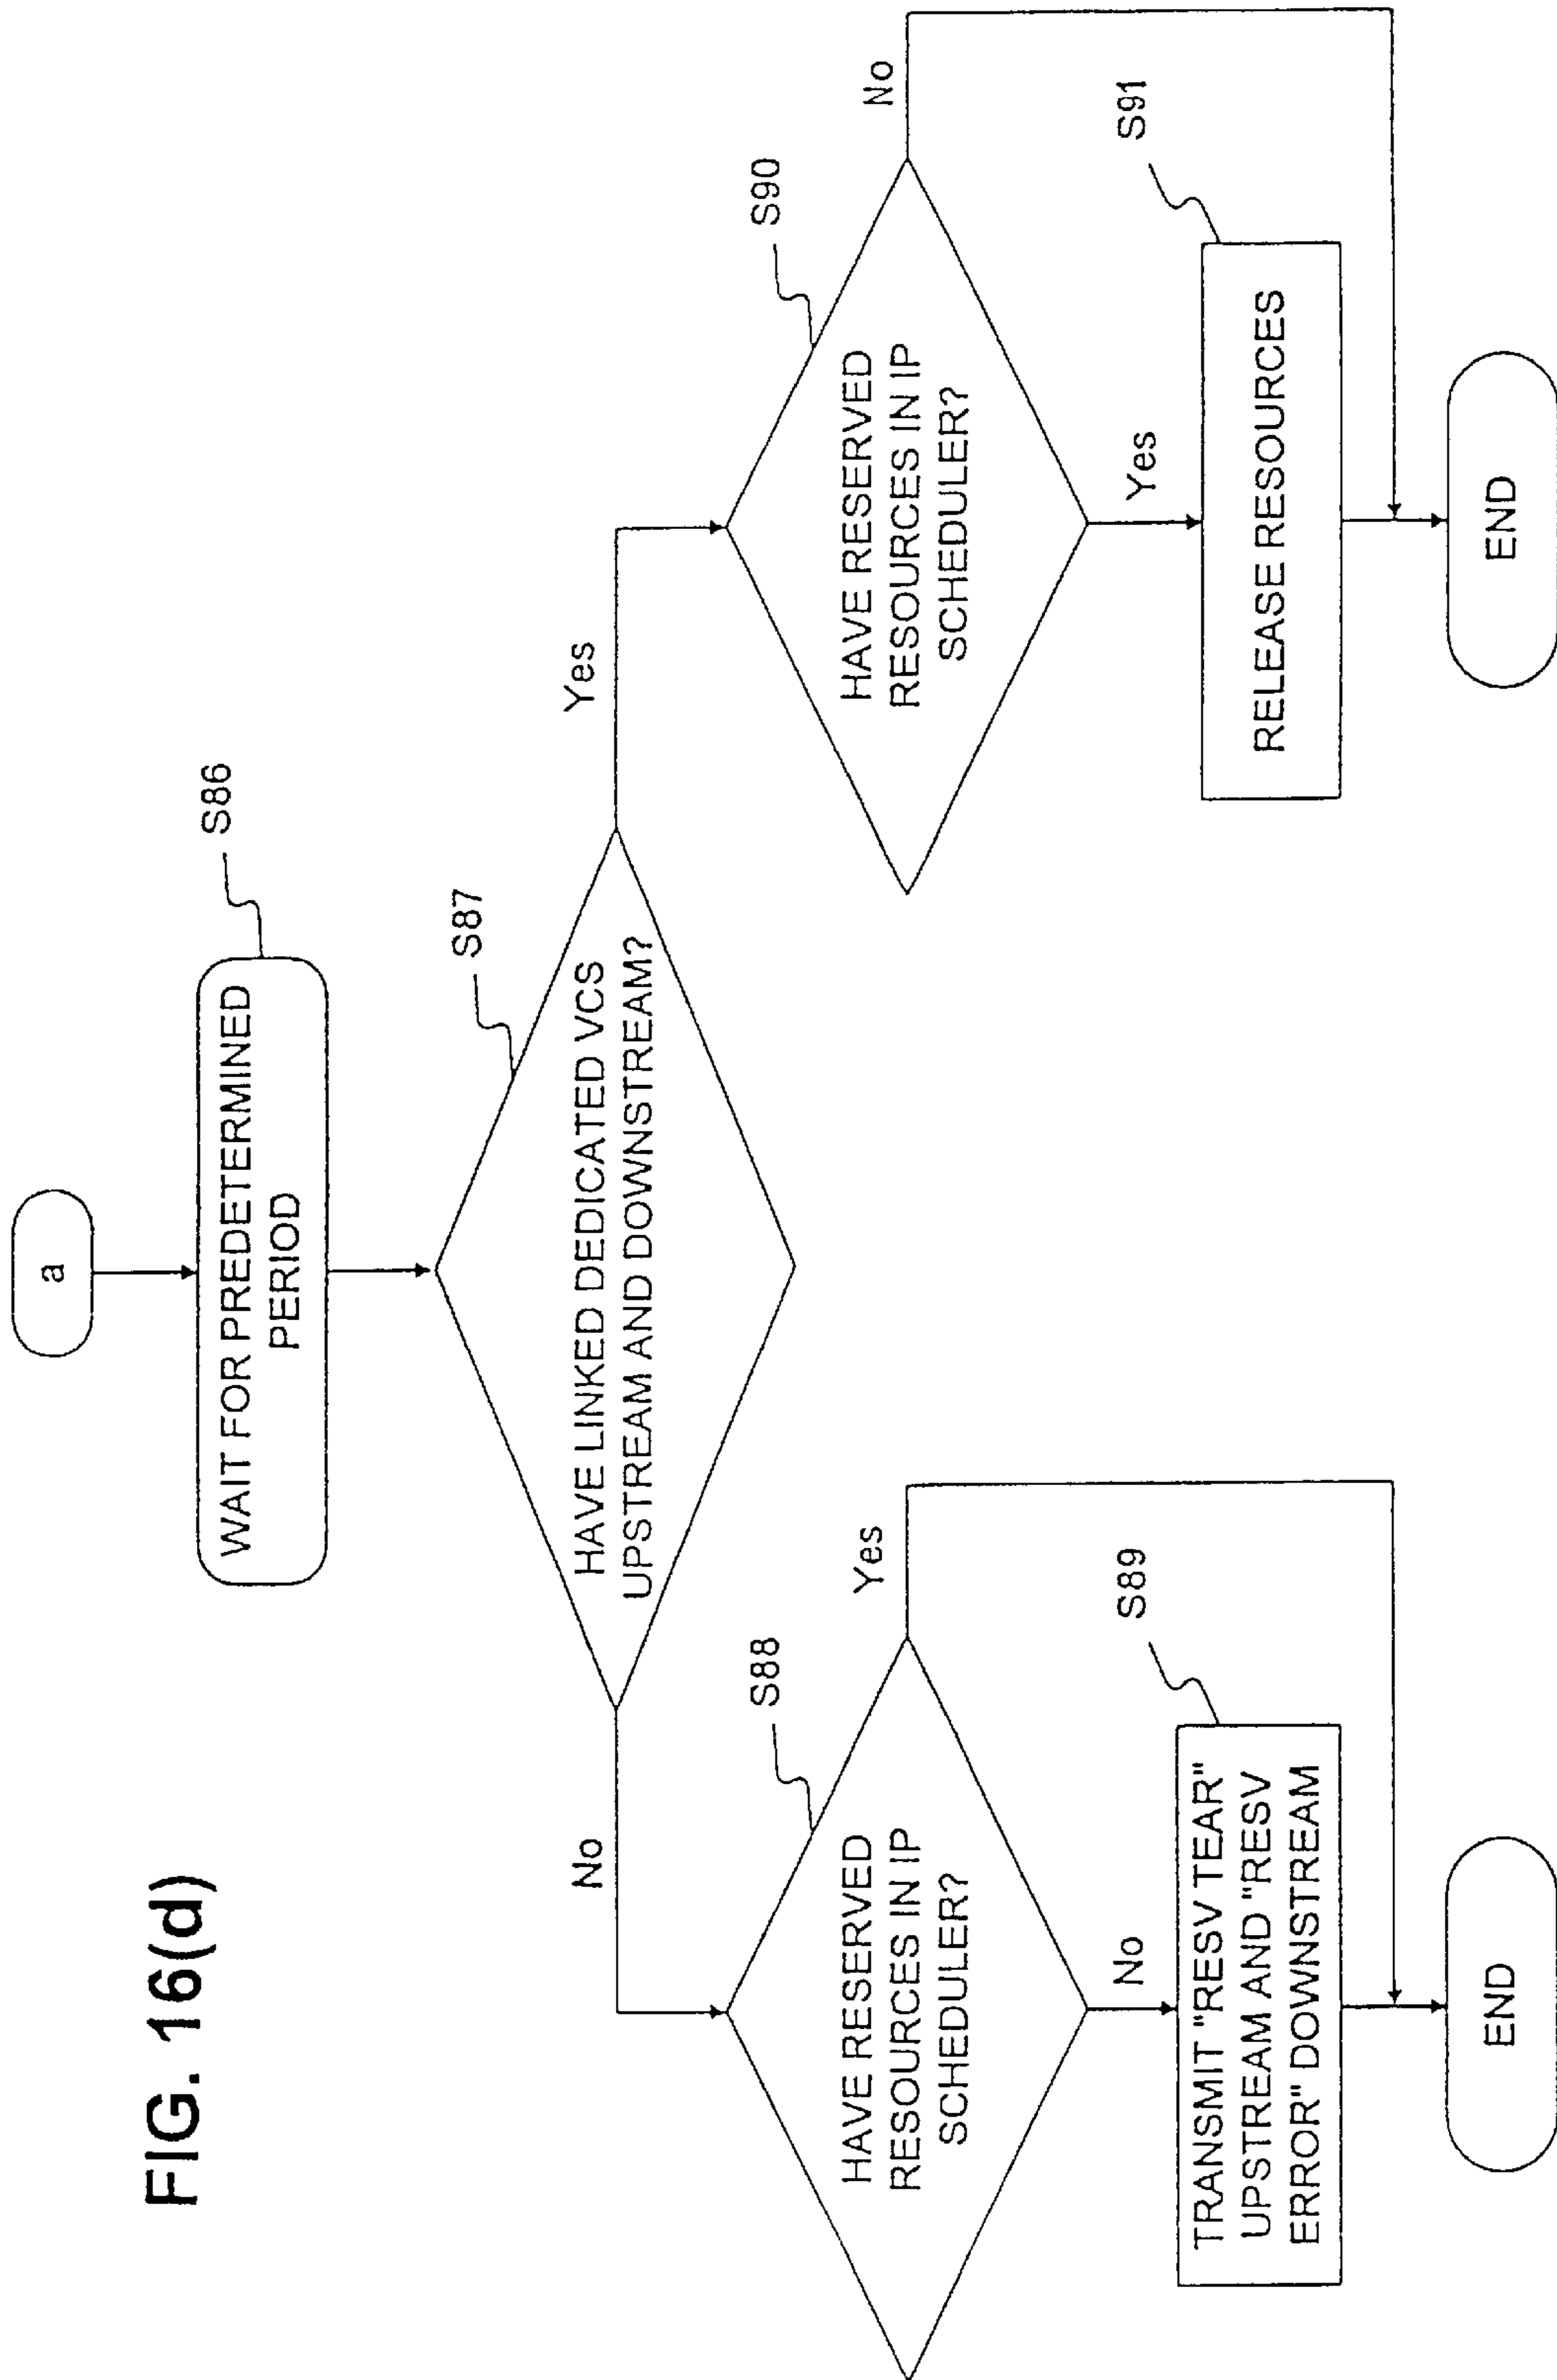 FIG. 16(d)
a
S86
WAIT FOR PREDETERMINED
PERIOD
S87
HAVE LINKED DEDICATED VCS
UPSTREAM AND DOWNSTREAM?
No
Yes
S88
HAVE RESERVED
RESOURCES IN IP
SCHEDULER?
Yes
No
S89
TRANSMIT "RESV TEAR"
UPSTREAM AND "RESV
ERROR" DOWNSTREAM
END
S90
HAVE RESERVED
RESOURCES IN IP
SCHEDULER?
No
Yes
S91
RELEASE RESOURCES
END